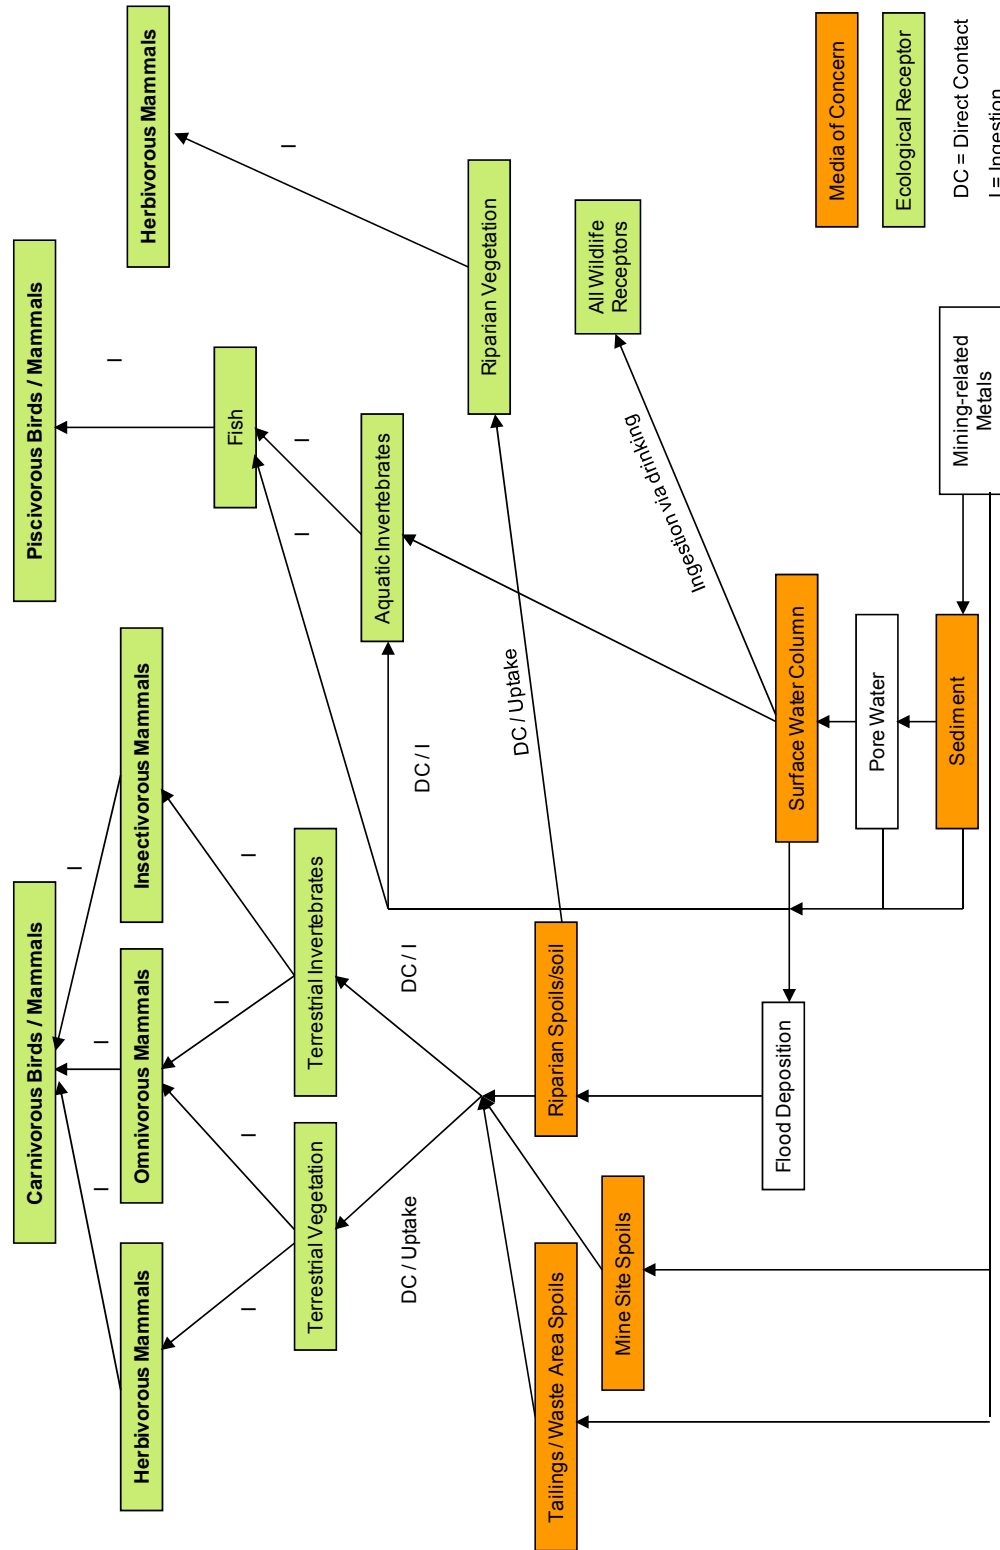 Carnivorous Birds / Mammals
Piscivorous Birds / Mammals
Herbivorous Mammals
Omnivorous Mammals
Insectivorous Mammals
Herbivorous Mammals
I
I
I
I
I
I
I
I
I
I
I
Terrestrial Vegetation
Terrestrial Invertebrates
Fish
Aquatic Invertebrates
Riparian Vegetation
DC / Uptake
DC / I
DC / I
DC / Uptake
Tailings / Waste Area Spoils
Mine Site Spoils
Riparian Spoils/soil
All Wildlife
Receptors
Ingestion via drinking
Flood Deposition
Surface Water Column
Pore Water
Sediment
Mining-related
Metals
Media of Concern
Ecological Receptor
DC = Direct Contact
I = Ingestion